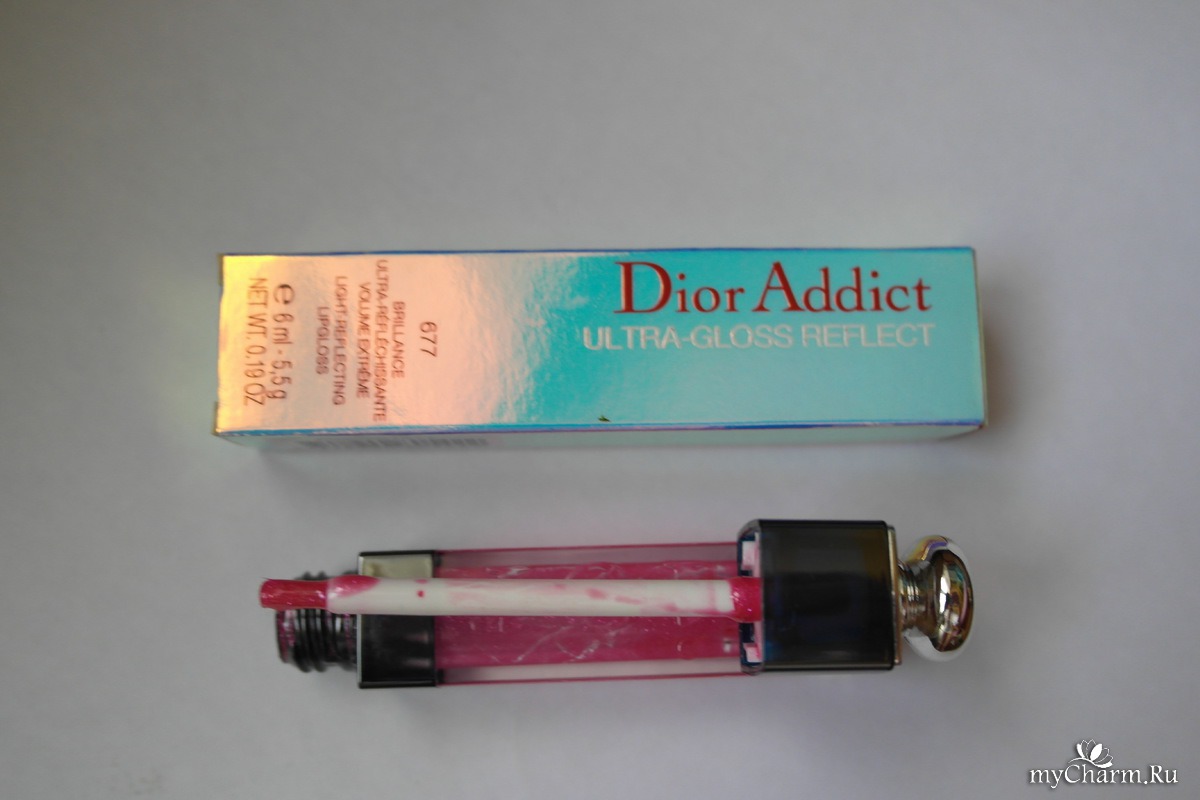 Dior Addict
ULTRA-GLOSS REFLECT
677
BRILLANCE
ULTRA-RÉFLÉCHISSANTE
VOLUME EXTRÊME
LIGHT-REFLECTING
LIPGLOSS
e 6 ml - 5,5 g
NET WT. 0.19 OZ
myCharm.Ru